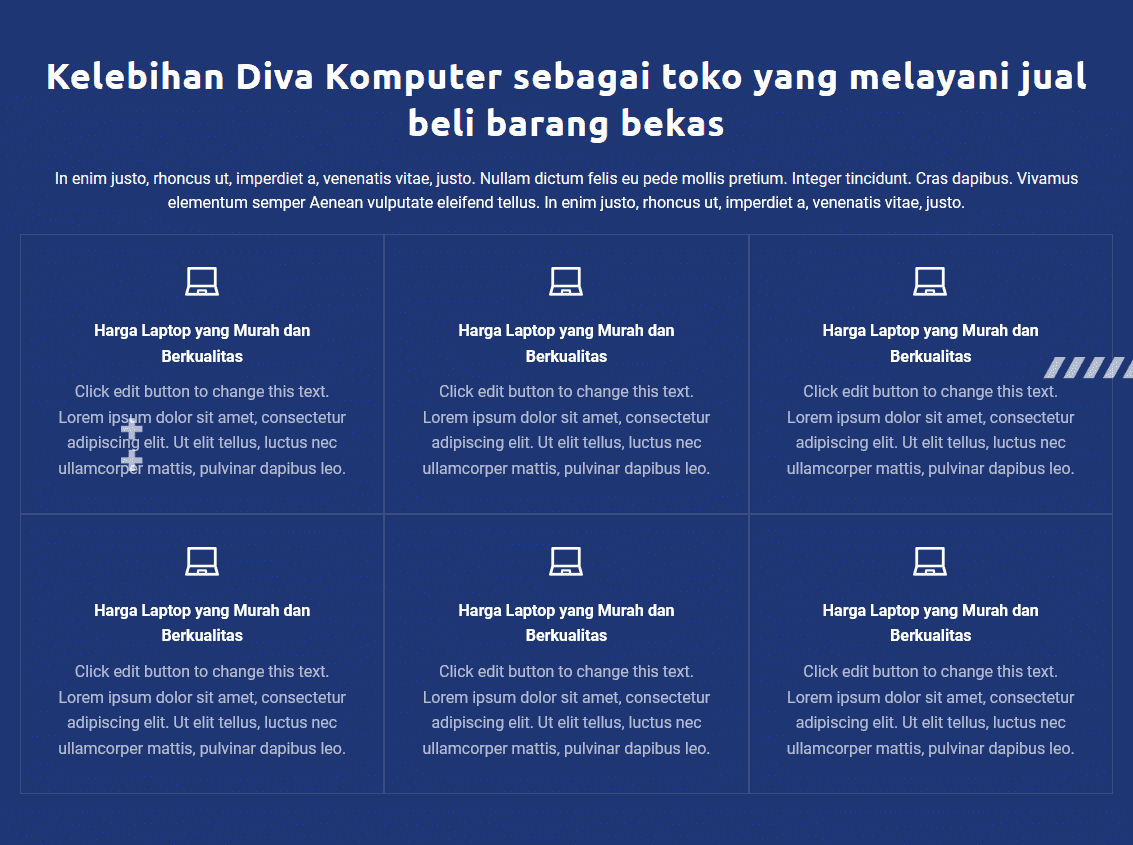 Kelebihan Diva Komputer sebagai toko yang melayani jual
beli barang bekas
In enim justo, rhoncus ut, imperdiet a, venenatis vitae, justo. Nullam dictum felis eu pede mollis pretium. Integer tincidunt. Cras dapibus. Vivamus
elementum semper Aenean vulputate eleifend tellus. In enim justo, rhoncus ut, imperdiet a, venenatis vitae, justo.
Harga Laptop yang Murah dan
Berkualitas
Click edit button to change this text.
Lorem ipsum dolor sit amet, consectetur
adipiscing elit. Ut elit tellus, luctus nec
ullamcorper mattis, pulvinar dapibus leo.
Harga Laptop yang Murah dan
Berkualitas
Click edit button to change this text.
Lorem ipsum dolor sit amet, consectetur
adipiscing elit. Ut elit tellus, luctus nec
ullamcorper mattis, pulvinar dapibus leo.
Harga Laptop yang Murah dan
Berkualitas
Click edit button to change this text.
Lorem ipsum dolor sit amet, consectetur
adipiscing elit. Ut elit tellus, luctus nec
ullamcorper mattis, pulvinar dapibus leo.
Harga Laptop yang Murah dan
Berkualitas
Click edit button to change this text.
Lorem ipsum dolor sit amet, consectetur
adipiscing elit. Ut elit tellus, luctus nec
ullamcorper mattis, pulvinar dapibus leo.
Harga Laptop yang Murah dan
Berkualitas
Click edit button to change this text.
Lorem ipsum dolor sit amet, consectetur
adipiscing elit. Ut elit tellus, luctus nec
ullamcorper mattis, pulvinar dapibus leo.
Harga Laptop yang Murah dan
Berkualitas
Click edit button to change this text.
Lorem ipsum dolor sit amet, consectetur
adipiscing elit. Ut elit tellus, luctus nec
ullamcorper mattis, pulvinar dapibus leo.